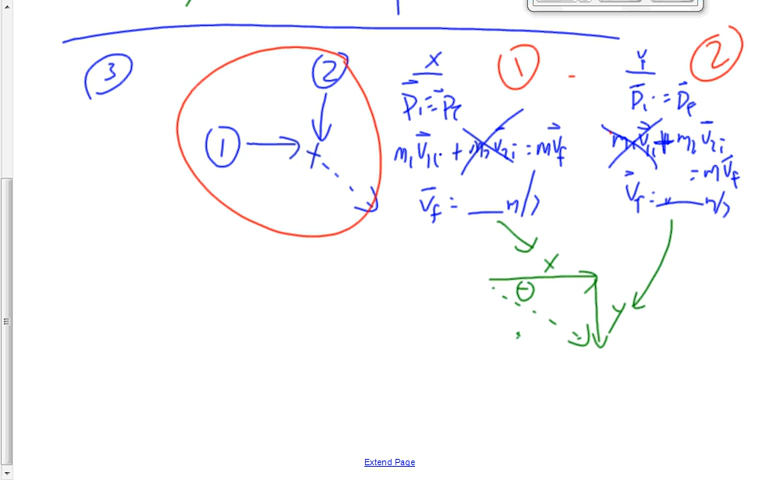 ③
②
①
X
①
-
Y
②
P⃗i = P⃗f
P⃗i = P⃗f
m₁V⃗₁i + m₂V⃗₂i = mV⃗f
m₁V⃗₁i + m₂V⃗₂i
= mV⃗f
V⃗f = ___ m/s
V⃗f = ___ m/s
X
θ
Y
Extend Page